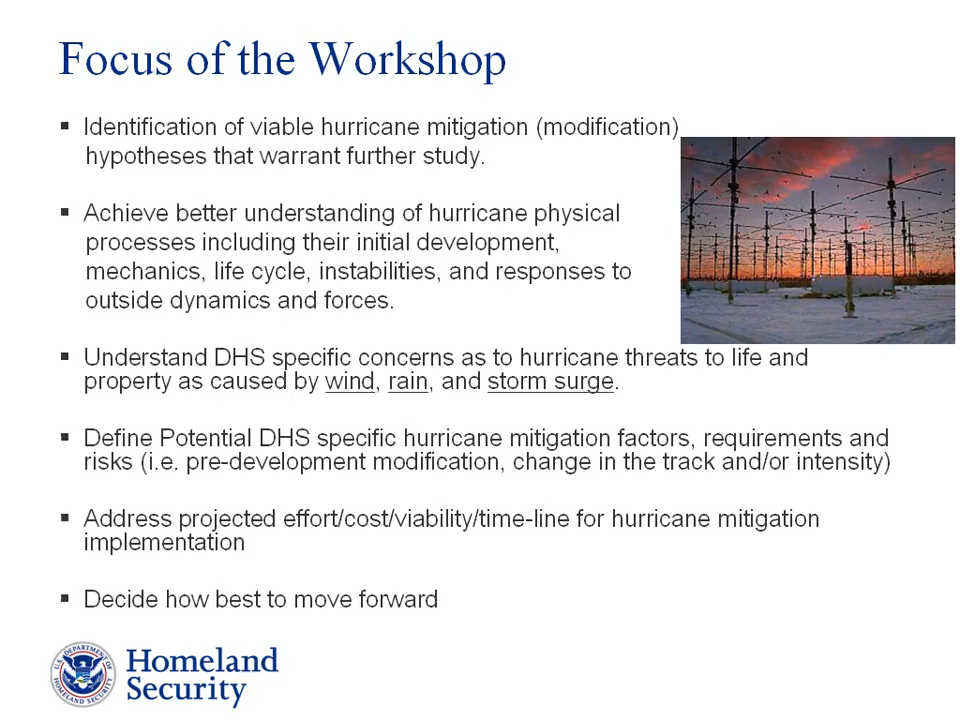 Focus of the Workshop
▪ Identification of viable hurricane mitigation (modification)
hypotheses that warrant further study.
▪ Achieve better understanding of hurricane physical
processes including their initial development,
mechanics, life cycle, instabilities, and responses to
outside dynamics and forces.
▪ Understand DHS specific concerns as to hurricane threats to life and
property as caused by wind, rain, and storm surge.
▪ Define Potential DHS specific hurricane mitigation factors, requirements and
risks (i.e. pre-development modification, change in the track and/or intensity)
▪ Address projected effort/cost/viability/time-line for hurricane mitigation
implementation
▪ Decide how best to move forward
U.S. DEPARTMENT OF
HOMELAND SECURITY
Homeland
Security